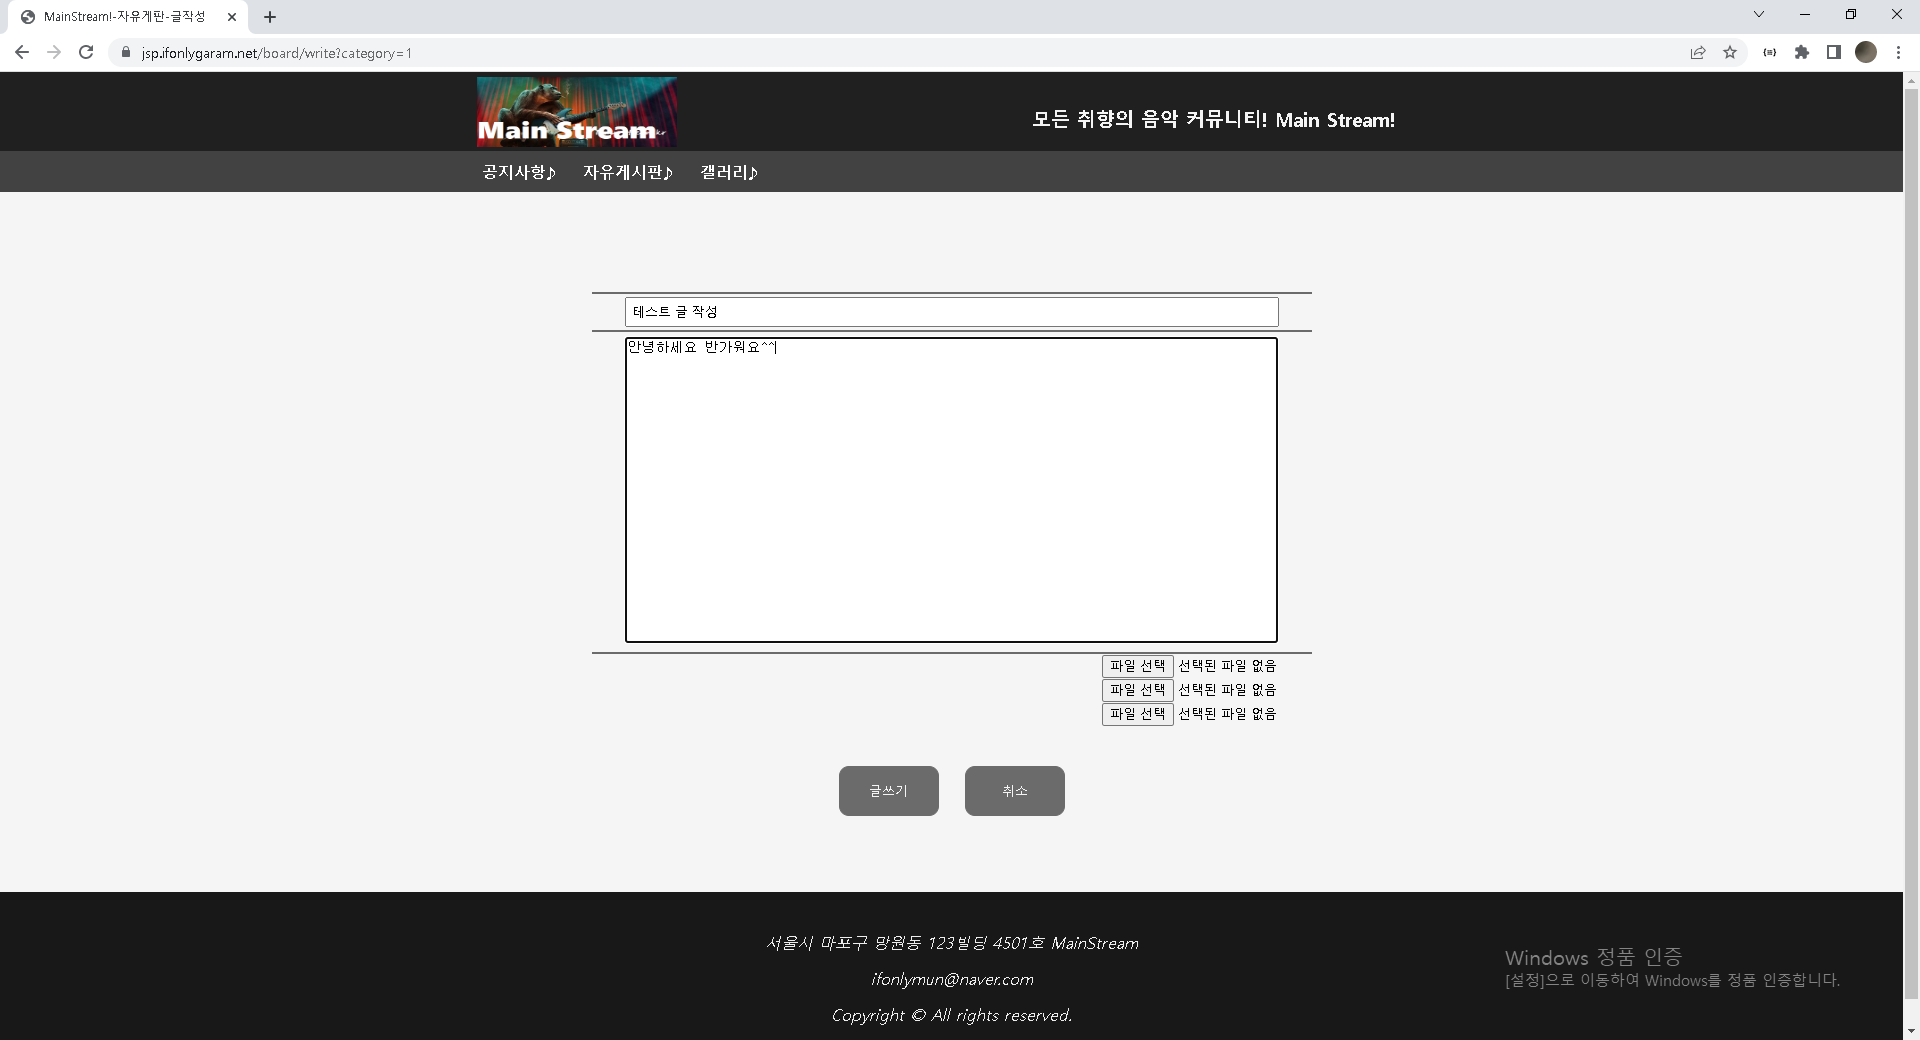 MainStream!-자유게판-글작성
jsp.ifonlygaram.net/board/write?category=1
Main Stream
모든 취향의 음악 커뮤니티! Main Stream!
공지사항♪ 자유게시판♪ 갤러리♪
테스트 글 작성
안녕하세요 반가워요^^
파일 선택 선택된 파일 없음
파일 선택 선택된 파일 없음
파일 선택 선택된 파일 없음
글쓰기 취소
서울시 마포구 망원동 123빌딩 4501호 MainStream
ifonlymun@naver.com
Copyright © All rights reserved.
Windows 정품 인증
[설정]으로 이동하여 Windows를 정품 인증합니다.